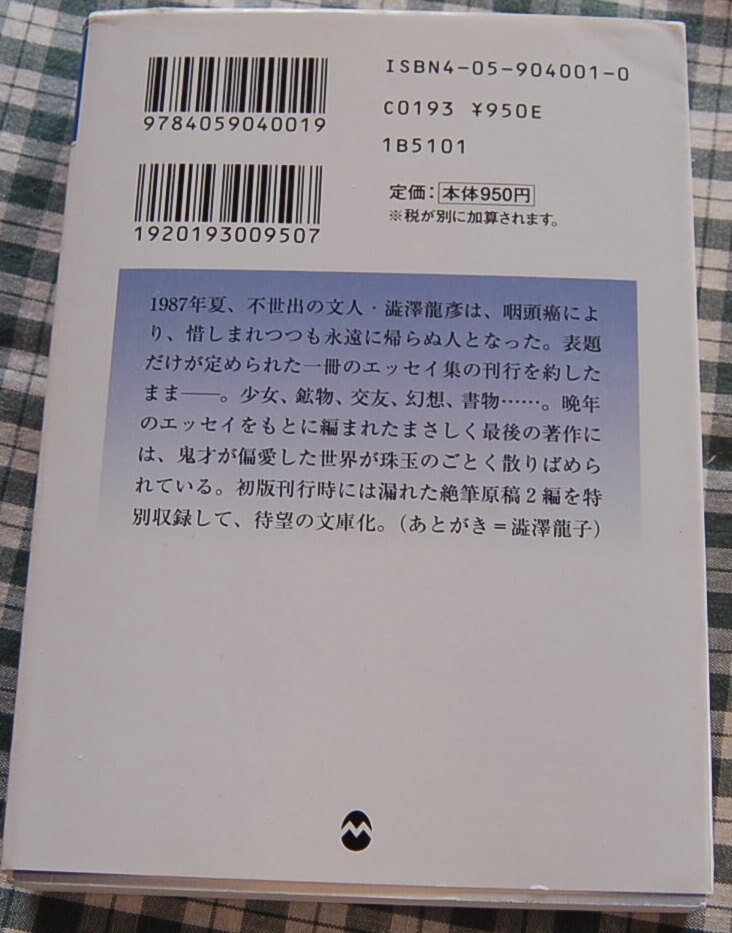 ISBN4-05-904001-0
9784059040019
C0193 ¥950E
1B5101
1920193009507
定価：本体950円
※税が別に加算されます。
1987年夏、不世出の文人・澁澤龍彥は、咽頭癌によ
り、惜しまれつつも永遠に帰らぬ人となった。表題
だけが定められた一冊のエッセイ集の刊行を約した
まま――。少女、鉱物、交友、幻想、書物……。晩年
のエッセイをもとに編まれたまさしく最後の著作に
は、鬼才が偏愛した世界が珠玉のごとく散りばめら
れている。初版刊行時には漏れた絶筆原稿2編を特
別収録して、待望の文庫化。（あとがき＝澁澤龍子）